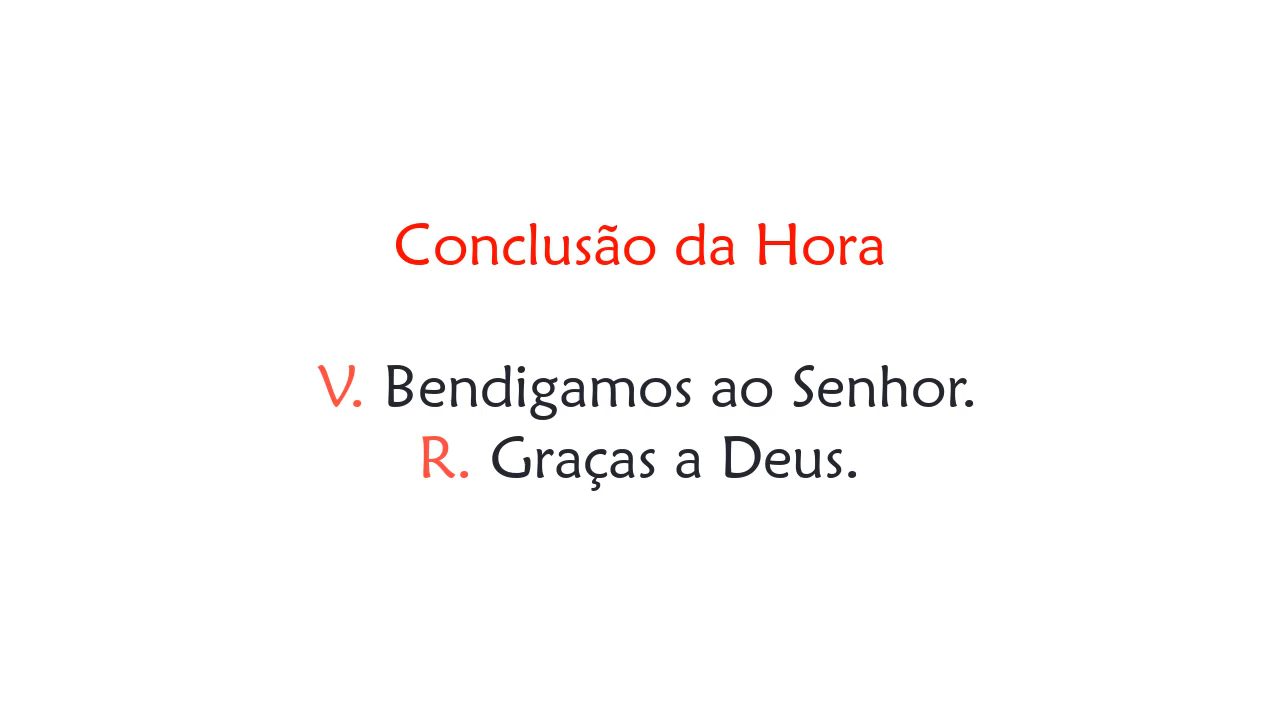 Conclusão da Hora
V. Bendigamos ao Senhor.
R. Graças a Deus.